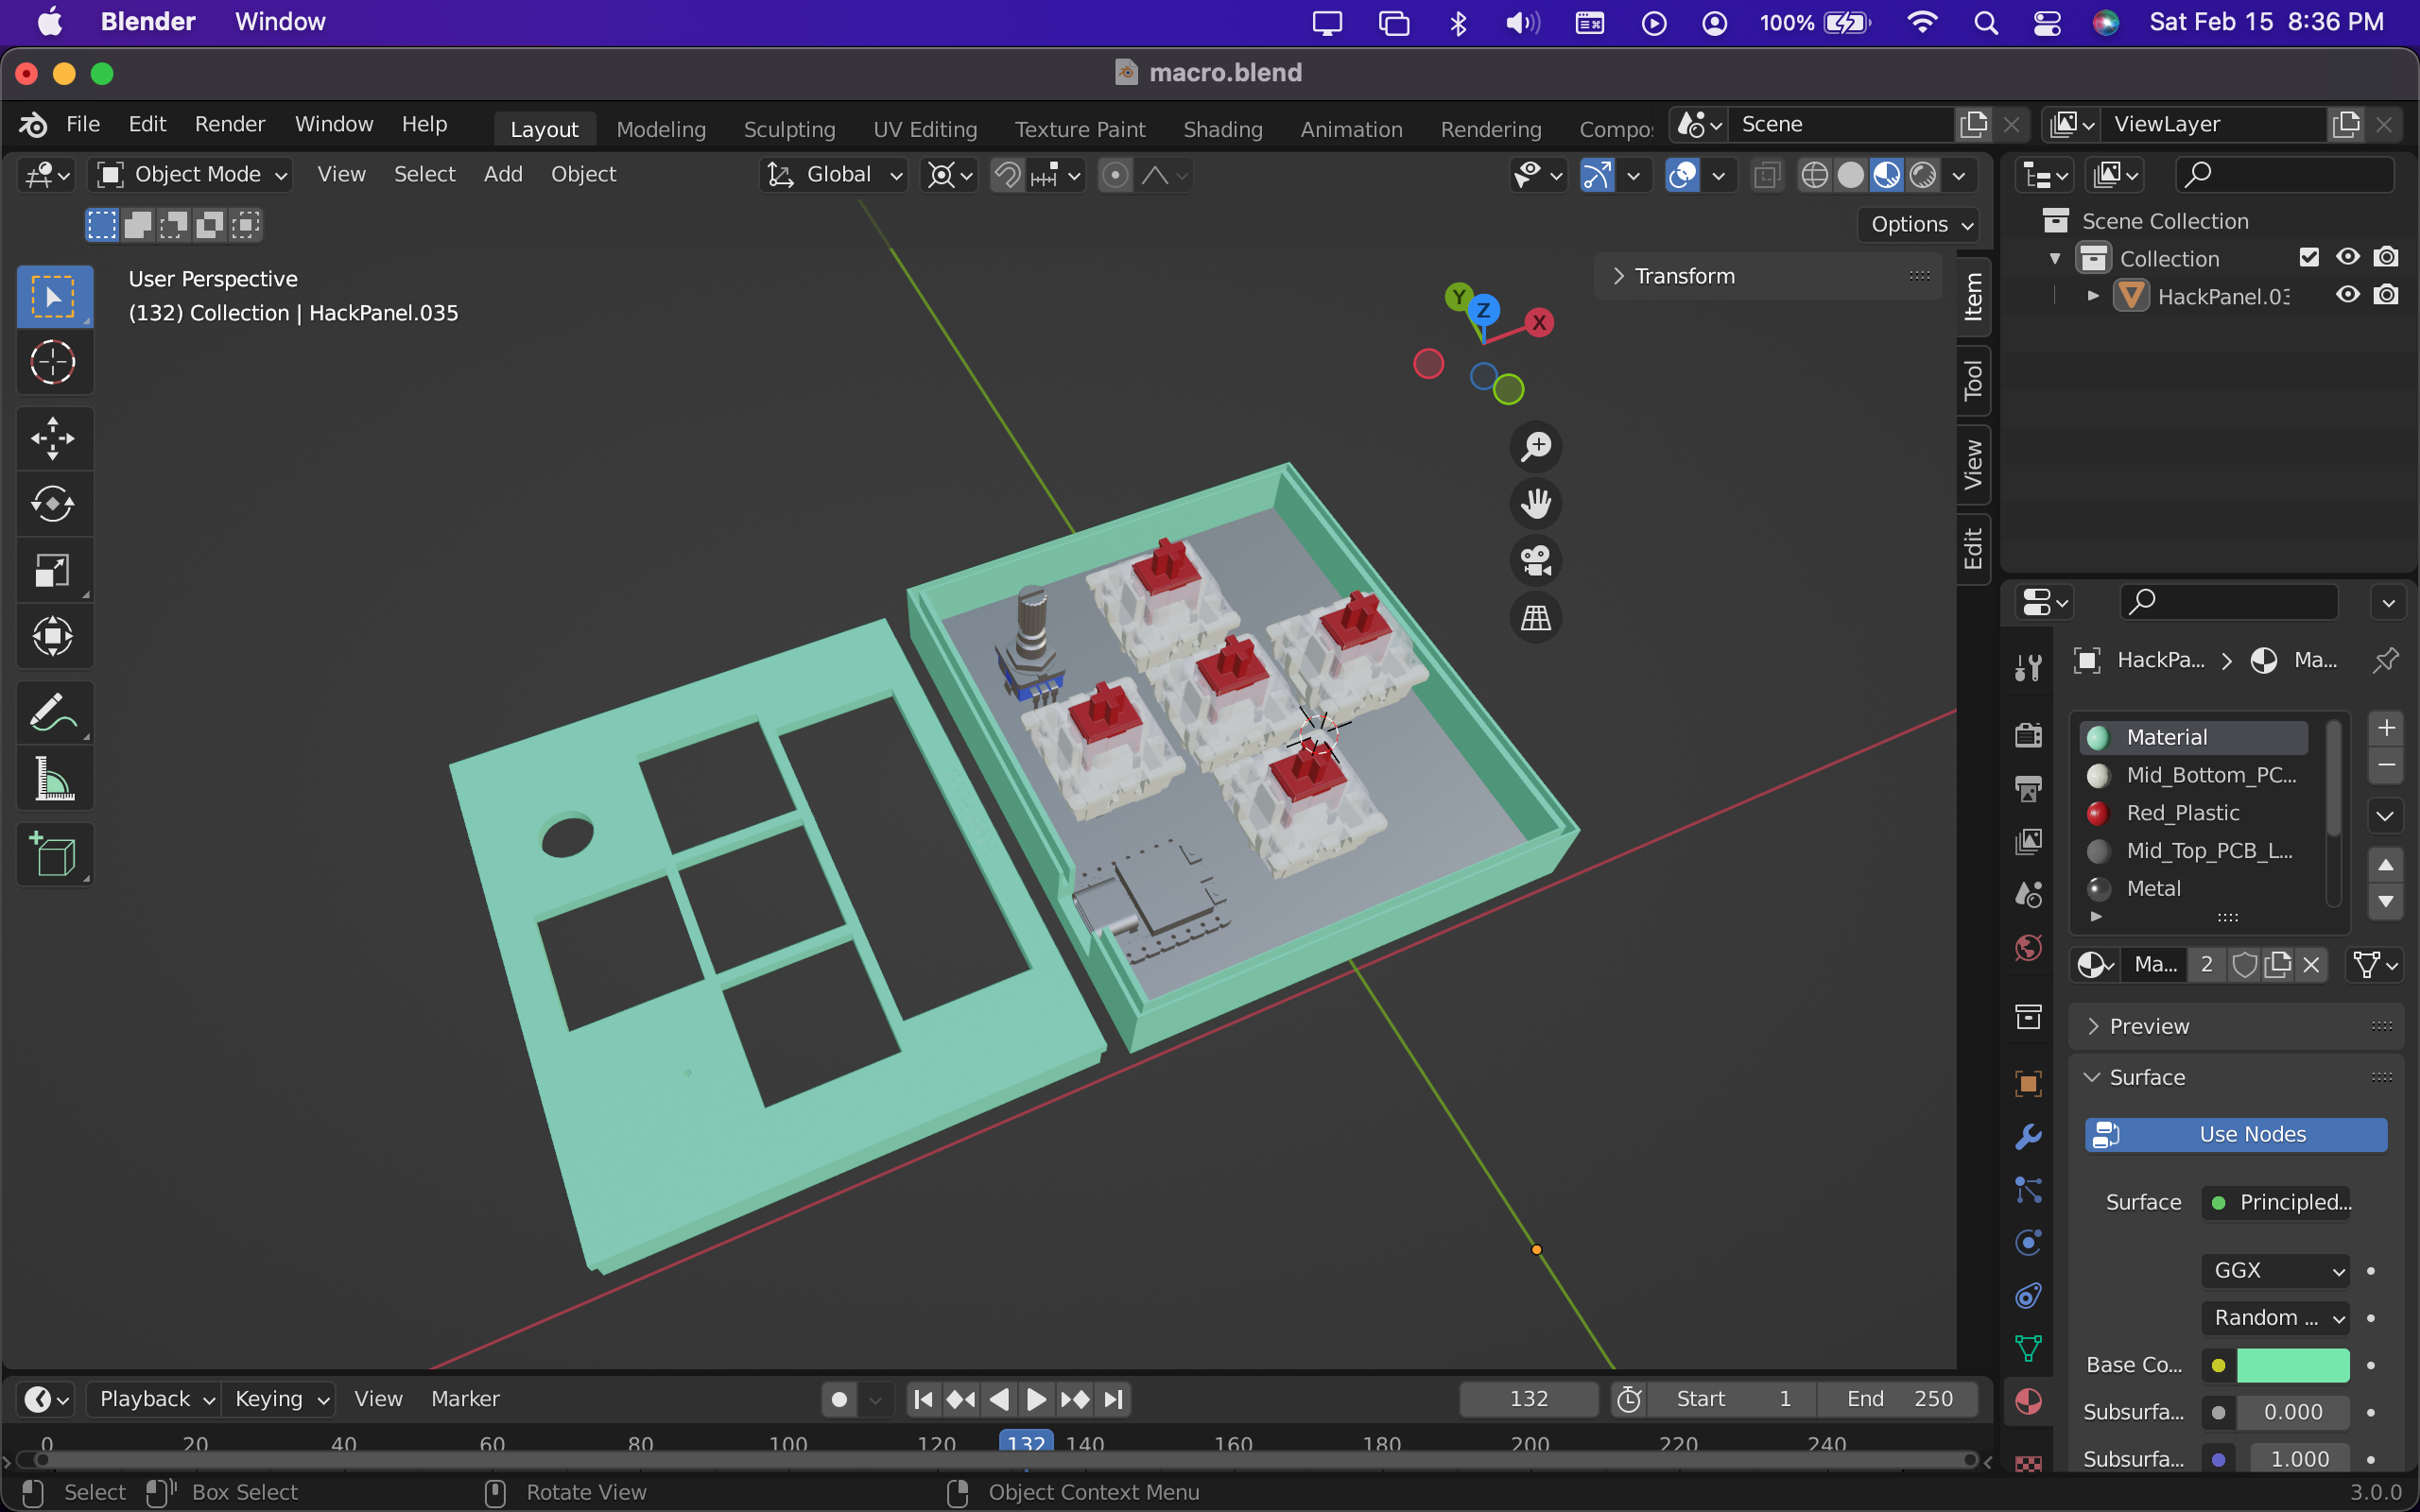 Blender Window 100% Sat Feb 15 8:36 PM
macro.blend
File Edit Render Window Help Layout Modeling Sculpting UV Editing Texture Paint Shading Animation Rendering Compo Scene ViewLayer
Object Mode View Select Add Object Global
Options
User Perspective
(132) Collection | HackPanel.035
Transform
Y Z X
Item
Tool
View
Edit
Scene Collection
Collection
HackPanel.03
HackPa... Ma...
Material
Mid_Bottom_PC...
Red_Plastic
Mid_Top_PCB_L...
Metal
Ma... 2
Preview
Surface
Use Nodes
Surface Principled...
GGX
Random ...
Base Co...
Subsurfa... 0.000
Subsurfa... 1.000
Playback Keying View Marker 132 Start 1 End 250
0 20 40 60 80 100 120 132 140 160 180 200 220 240
Select Box Select Rotate View Object Context Menu 3.0.0